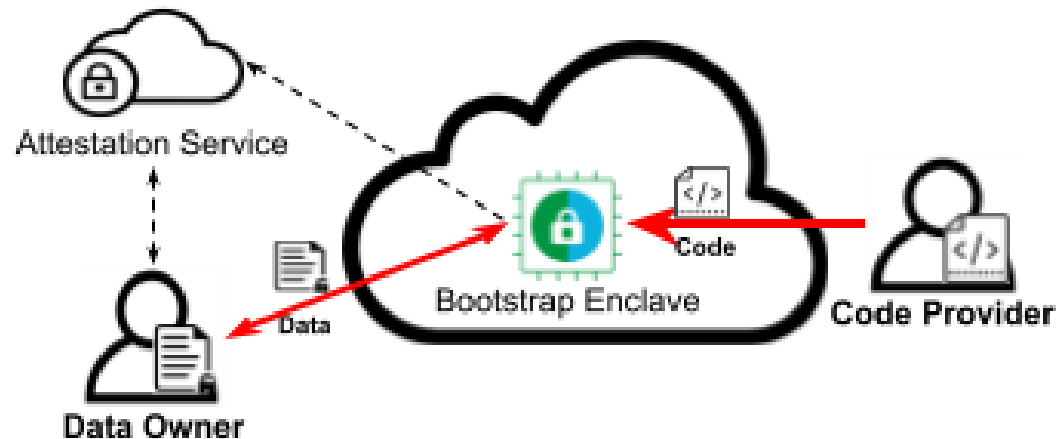 Attestation Service
</>
Code
</>
Bootstrap Enclave
Data
Code Provider
Data Owner